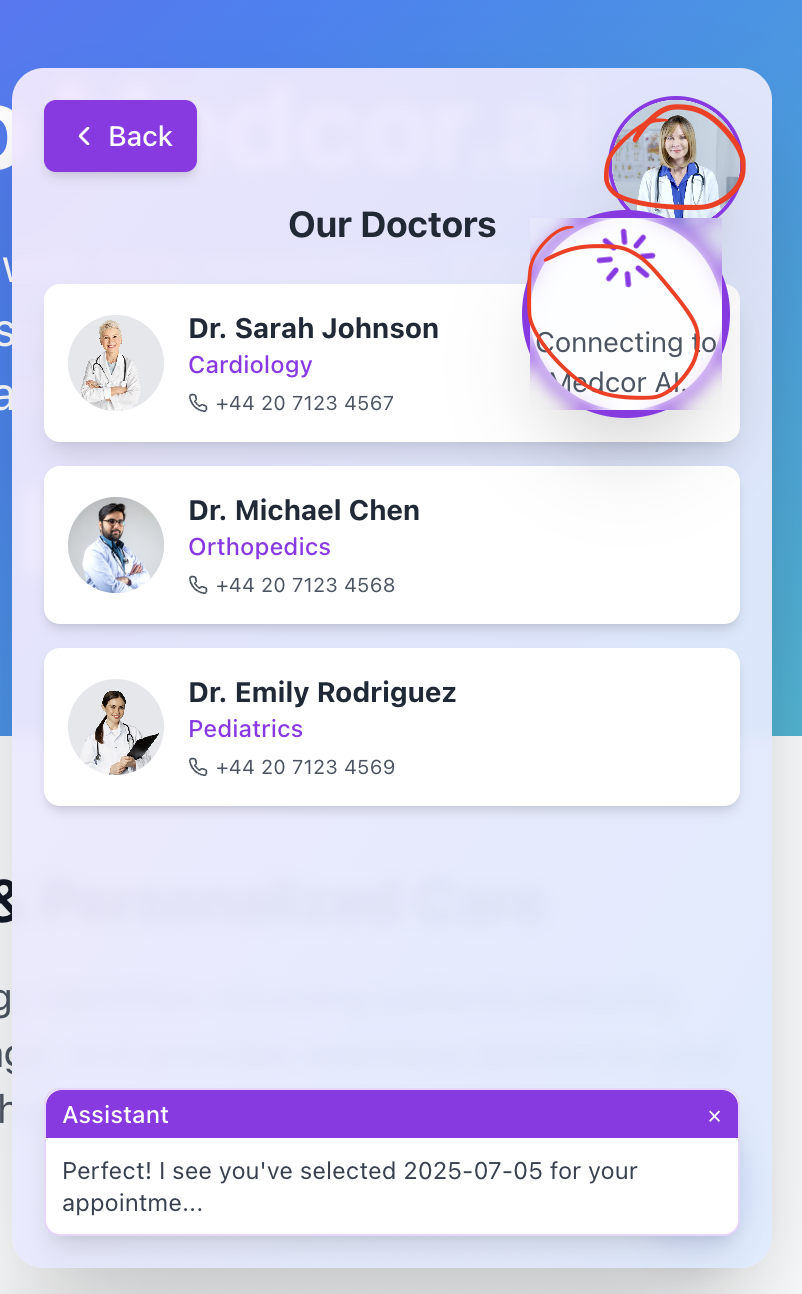 Back
Our Doctors
Dr. Sarah Johnson
Cardiology
+44 20 7123 4567
Connecting to
Medcor AI.
Dr. Michael Chen
Orthopedics
+44 20 7123 4568
Dr. Emily Rodriguez
Pediatrics
+44 20 7123 4569
&
Personalized Care
Assistant
×
Perfect! I see you've selected 2025-07-05 for your
appointme...